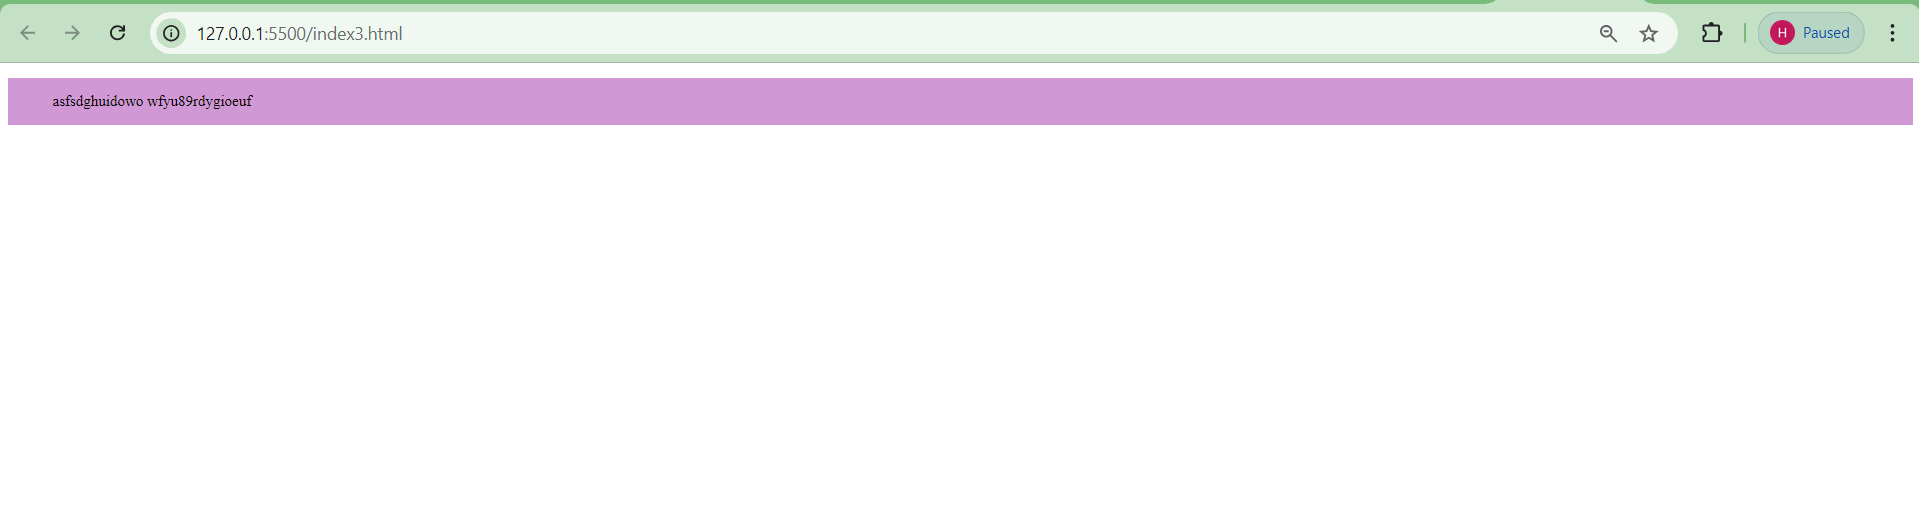 127.0.0.1:5500/index3.html
H
Paused
asfsdghuidowo wfyu89rdygioeuf